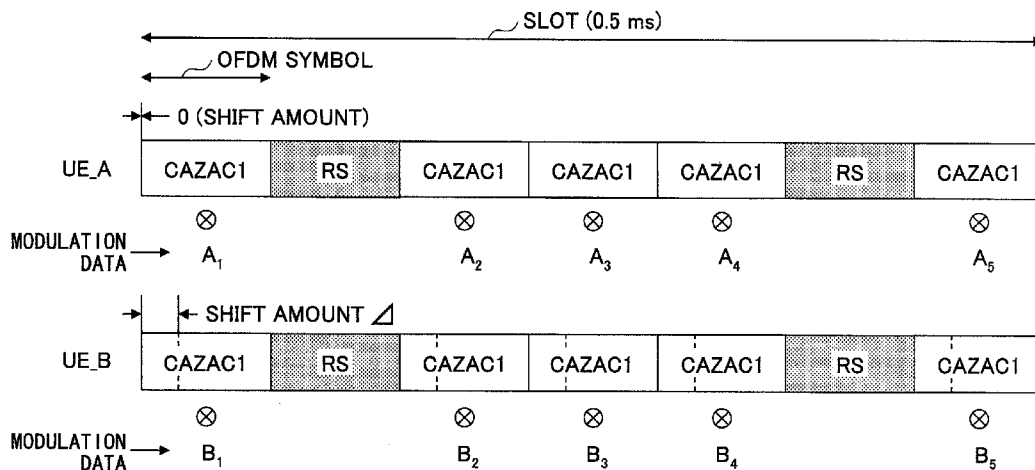 SLOT (0.5 ms)
OFDM SYMBOL
0 (SHIFT AMOUNT)
UE_A CAZAC1 RS CAZAC1 CAZAC1 CAZAC1 RS CAZAC1
⊗ ⊗ ⊗ ⊗ ⊗
MODULATION
DATA A₁ A₂ A₃ A₄ A₅
SHIFT AMOUNT ⊿
UE_B CAZAC1 RS CAZAC1 CAZAC1 CAZAC1 RS CAZAC1
⊗ ⊗ ⊗ ⊗ ⊗
MODULATION
DATA B₁ B₂ B₃ B₄ B₅